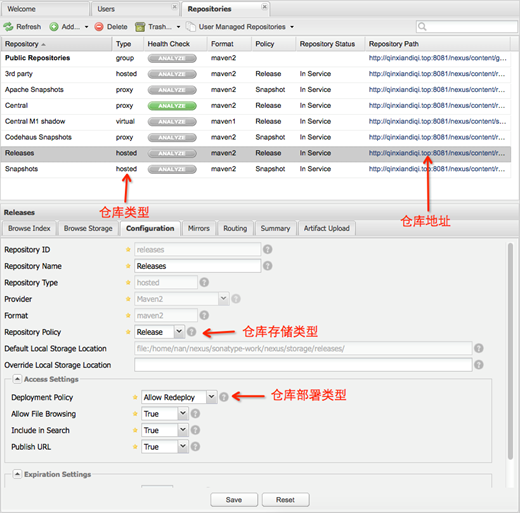 Welcome Users Repositories
Refresh Add... Delete Trash... User Managed Repositories
Repository Type Health Check Format Policy Repository Status Repository Path
Public Repositories group ANALYZE maven2 http://qinxiandiqi.top:8081/nexus/content/g...
3rd party hosted ANALYZE maven2 Release In Service http://qinxiandiqi.top:8081/nexus/content/r...
Apache Snapshots proxy ANALYZE maven2 Snapshot In Service http://qinxiandiqi.top:8081/nexus/content/r...
Central proxy ANALYZE maven2 Release In Service http://qinxiandiqi.top:8081/nexus/content/r...
Central M1 shadow virtual ANALYZE maven1 Release In Service http://qinxiandiqi.top:8081/nexus/content/s...
Codehaus Snapshots proxy ANALYZE maven2 Snapshot In Service http://qinxiandiqi.top:8081/nexus/content/r...
Releases hosted ANALYZE maven2 Release In Service http://qinxiandiqi.top:8081/nexus/content/r...
Snapshots hosted ANALYZE maven2 Snapshot In Service http://qinxiandiqi.top:8081/nexus/content/r...
仓库类型 仓库地址
Releases
Browse Index Browse Storage Configuration Mirrors Routing Summary Artifact Upload
Repository ID releases
Repository Name Releases
Repository Type hosted
Provider Maven2
Format maven2
Repository Policy Release 仓库存储类型
Default Local Storage Location file:/home/nan/nexus/sonatype-work/nexus/storage/releases/
Override Local Storage Location
Access Settings
Deployment Policy Allow Redeploy 仓库部署类型
Allow File Browsing True
Include in Search True
Publish URL True
Expiration Settings
Save Reset